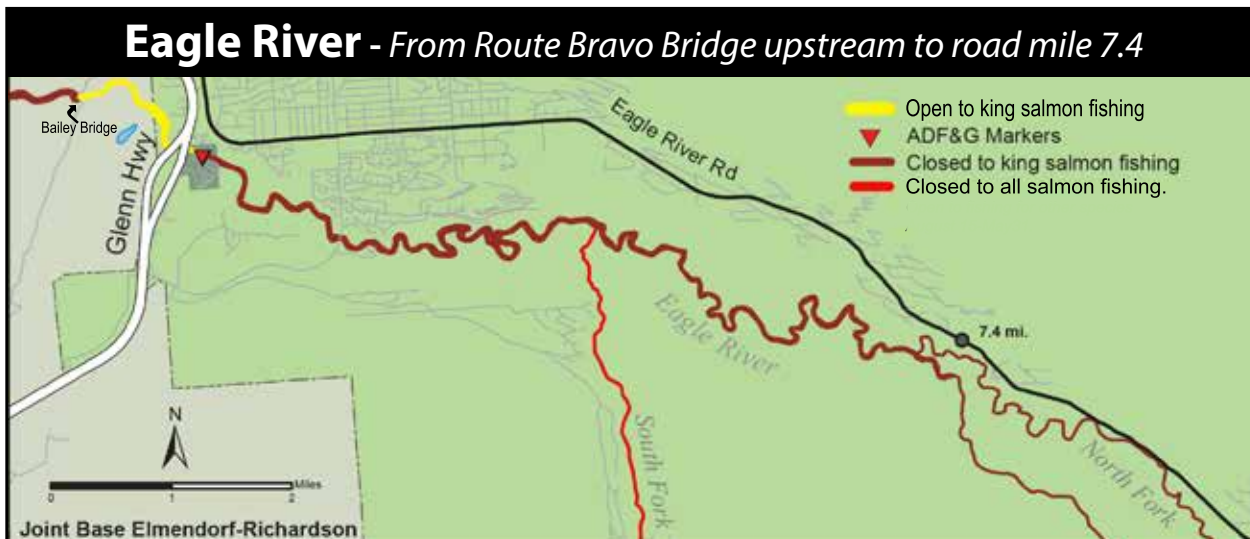 Eagle River - From Route Bravo Bridge upstream to road mile 7.4
Open to king salmon fishing
ADF&G Markers
Closed to king salmon fishing
Closed to all salmon fishing.
Bailey Bridge
Glenn Hwy
Eagle River Rd
Eagle River
7.4 mi.
South Fork
North Fork
N
Miles
0 1 2
Joint Base Elmendorf-Richardson